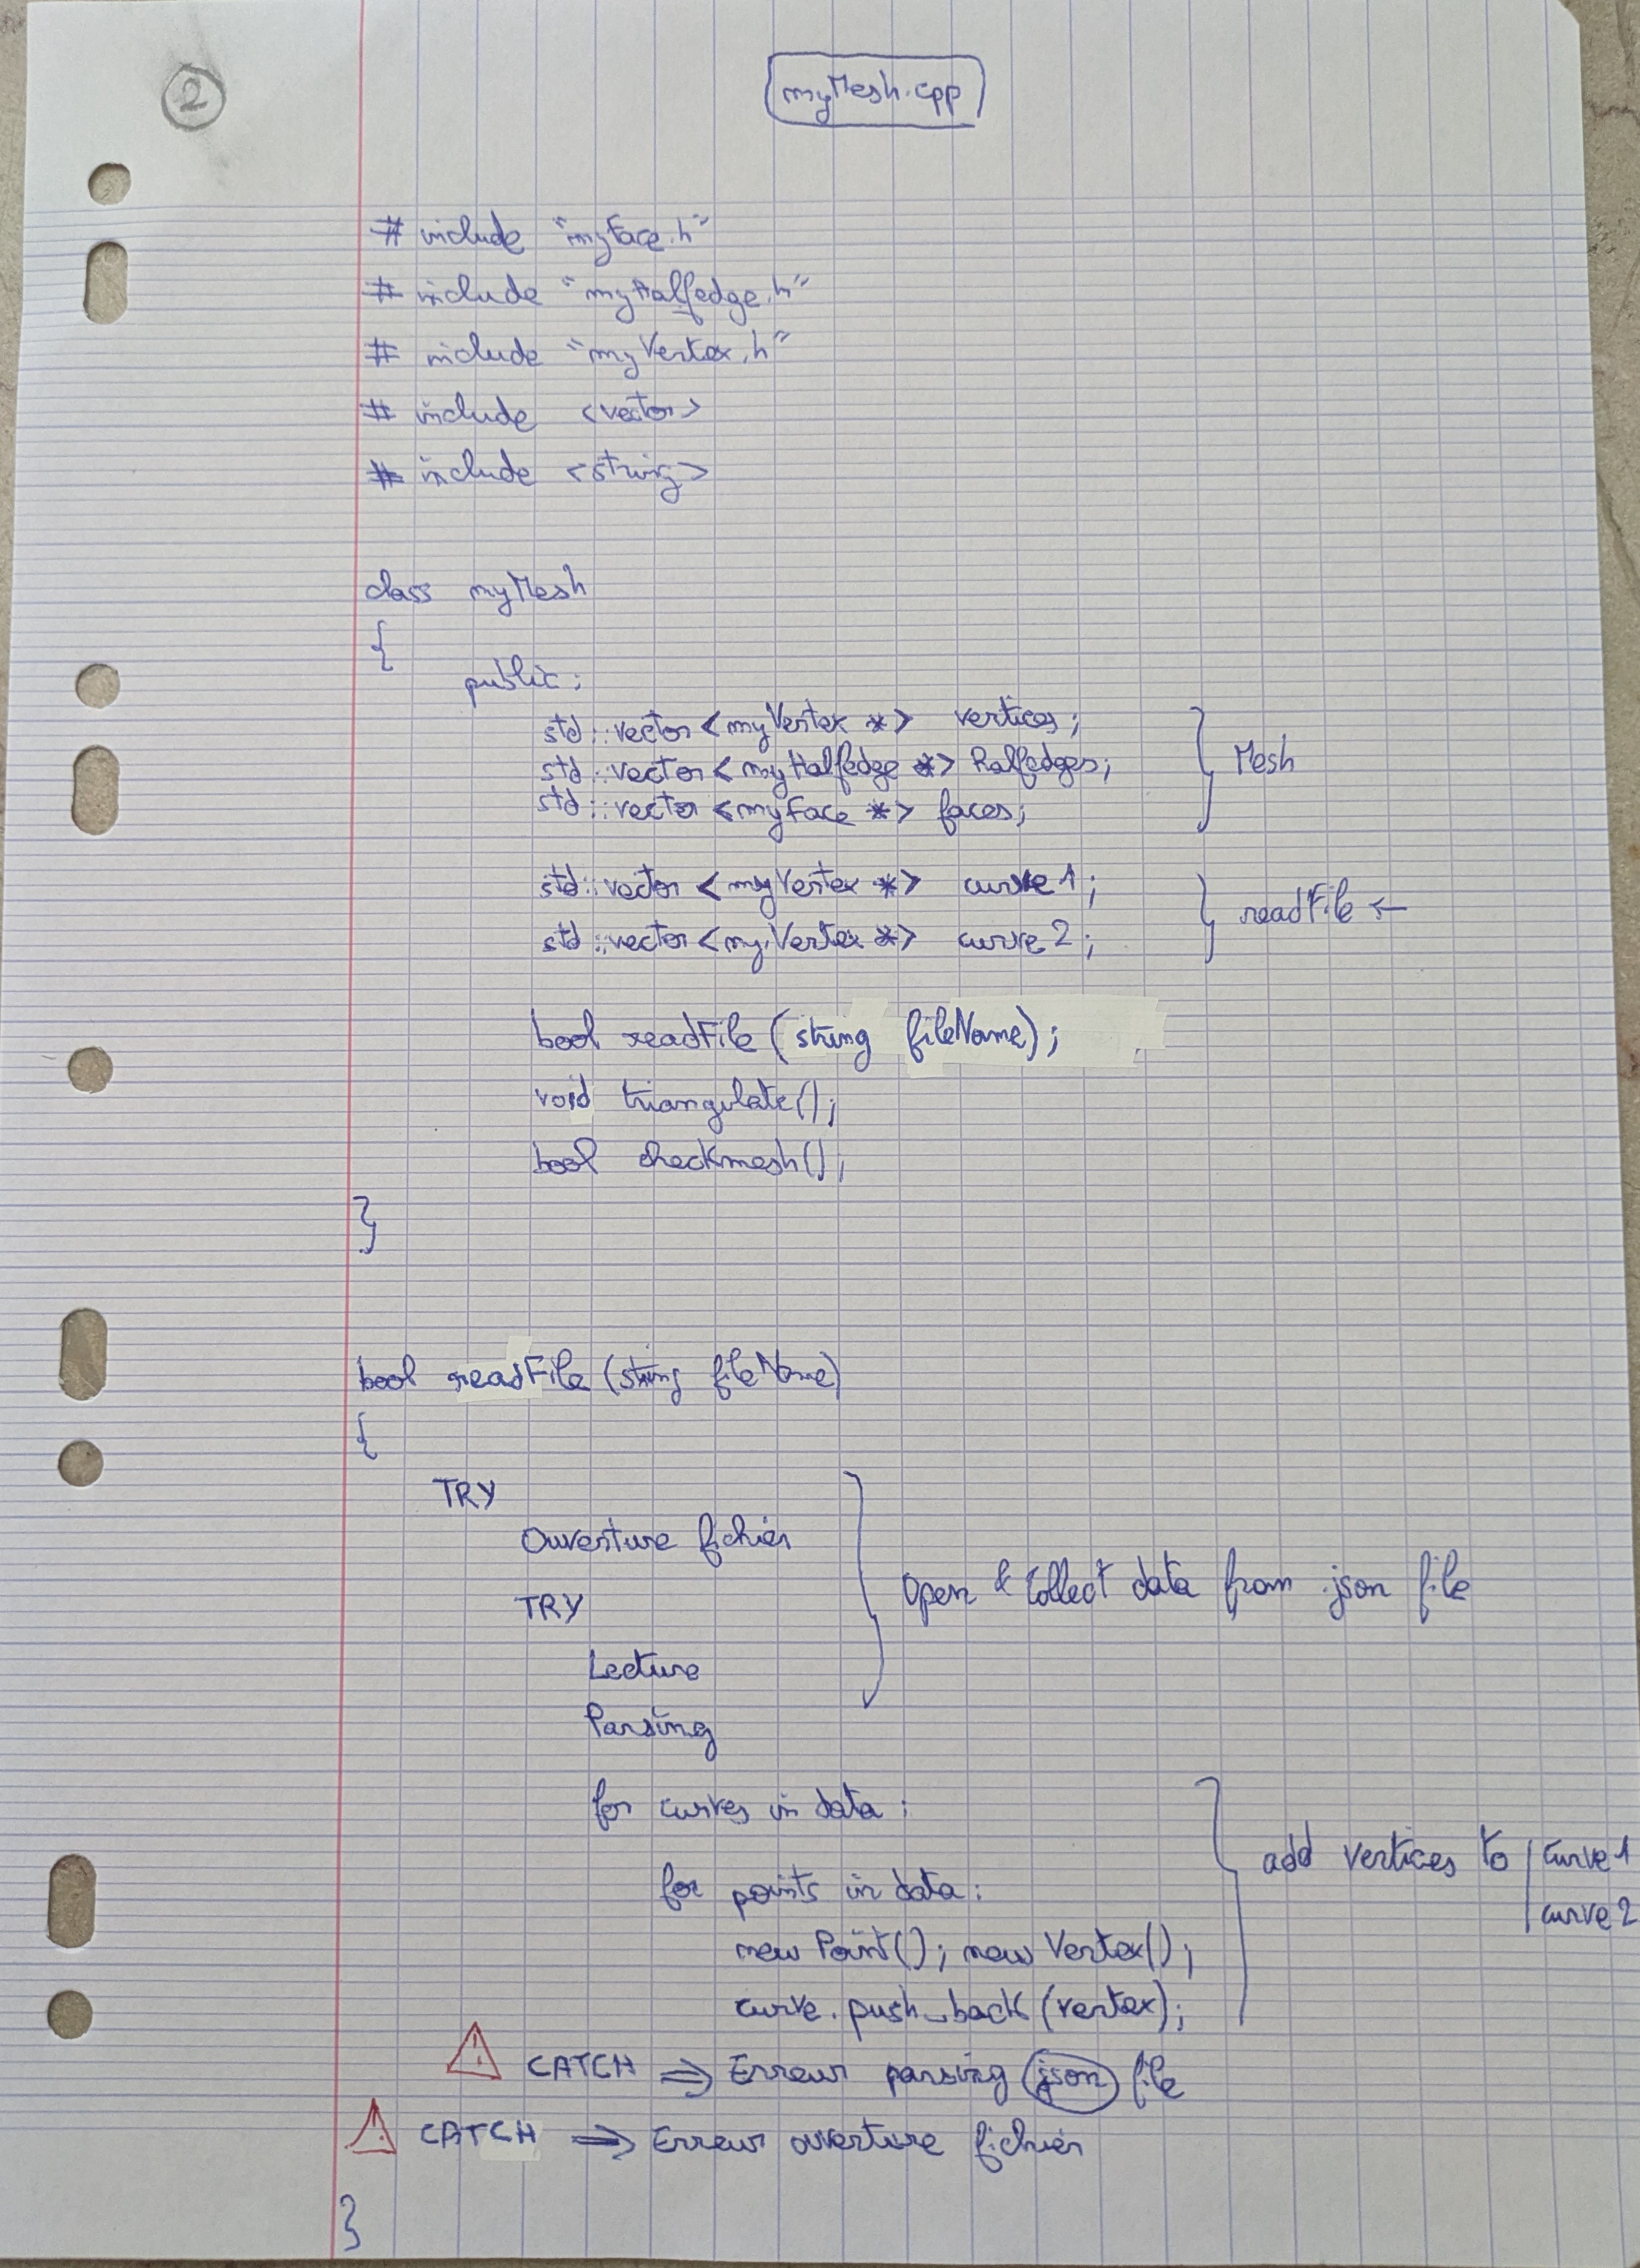 2
myMesh.cpp
# include "myFace.h"
# include "myHalfedge.h"
# include "myVertex.h"
# include <vector>
# include <string>
class myMesh
{
public:
std::vector<myVertex *> vertices;
std::vector<myHalfedge *> halfedges;
std::vector<myFace *> faces;
Mesh
std::vector<myVertex *> curve1;
std::vector<myVertex *> curve2;
readFile ←
bool readFile (string fileName);
void triangulate();
bool checkmesh();
}
bool readFile (string fileName)
{
TRY
Ouverture fichier
TRY
Lecture
Parsing
Open & Collect data from .json file
for curves in data :
for points in data :
new Point(); new Vertex();
curve.push_back(vertex);
add vertices to | curve1
curve2
CATCH ⇒ Erreur parsing json file
CATCH ⇒ Erreur ouverture fichier
}